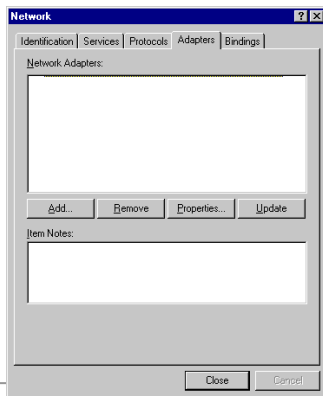 Network
Identification Services Protocols Adapters Bindings
Network Adapters:
Add... Remove Properties... Update
Item Notes:
Close Cancel